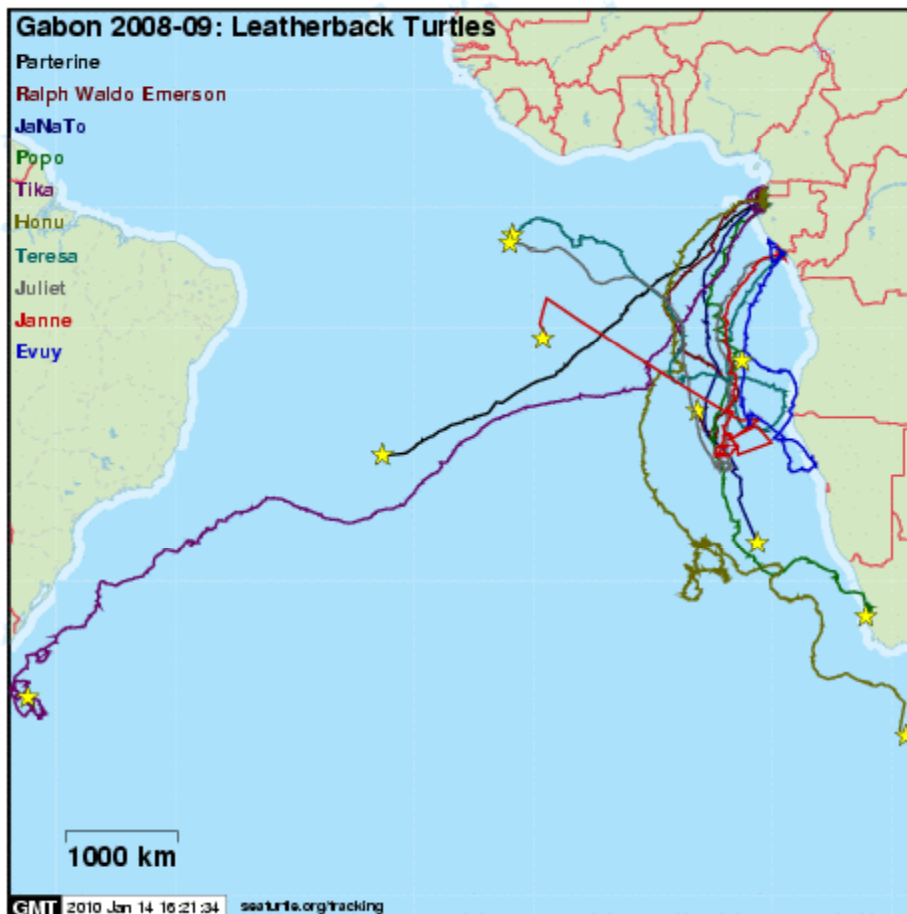 Gabon 2008-09: Leatherback Turtles
Parterine
Ralph Waldo Emerson
JaNaTo
Popo
Tika
Honu
Teresa
Juliet
Janne
Evuy
1000 km
GMT 2010 Jan 14 16:21:34 seaturtle.org/tracking